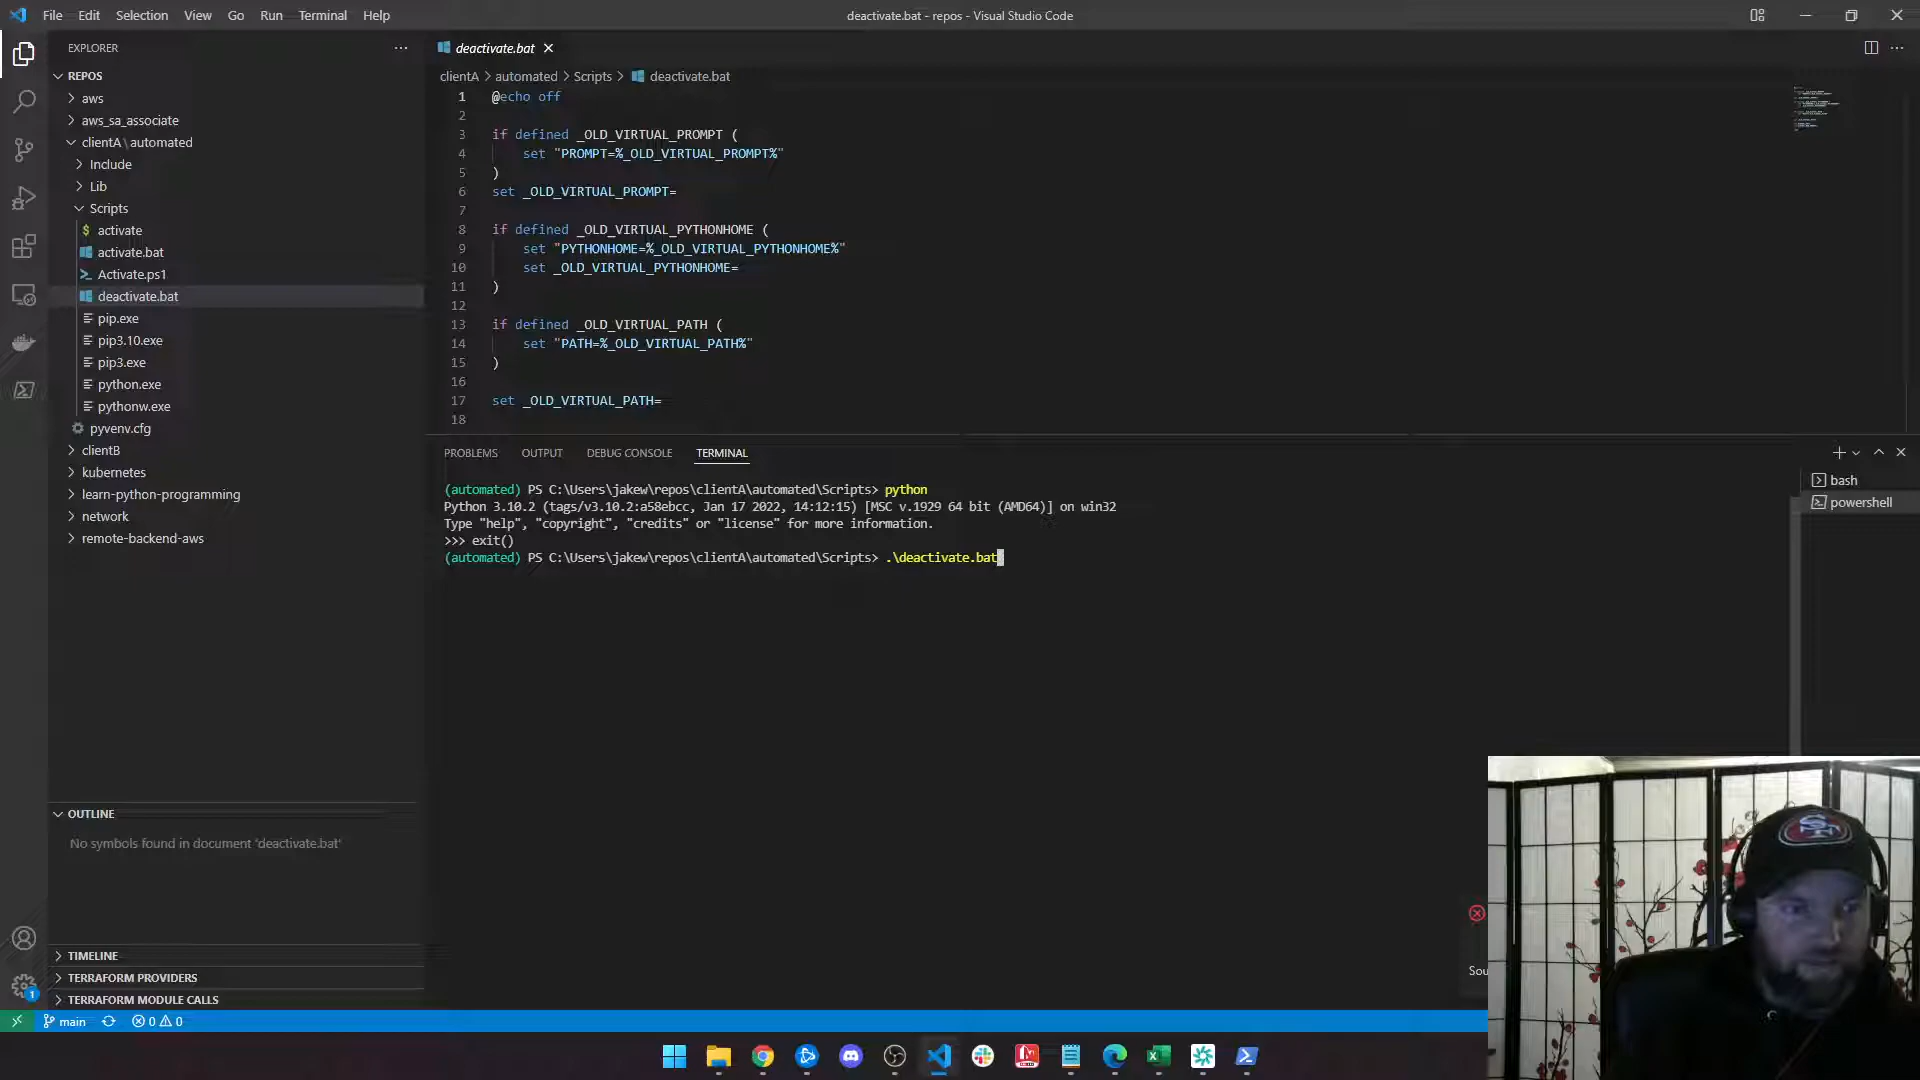 File Edit Selection View Go Run Terminal Help
deactivate.bat - repos - Visual Studio Code
EXPLORER
REPOS
aws
aws_sa_associate
clientA \ automated
Include
Lib
Scripts
$ activate
activate.bat
Activate.ps1
deactivate.bat
pip.exe
pip3.10.exe
pip3.exe
python.exe
pythonw.exe
pyvenv.cfg
clientB
kubernetes
learn-python-programming
network
remote-backend-aws
OUTLINE
No symbols found in document 'deactivate.bat'
TIMELINE
TERRAFORM PROVIDERS
TERRAFORM MODULE CALLS
deactivate.bat
clientA > automated > Scripts > deactivate.bat
1 @echo off
2
3 if defined _OLD_VIRTUAL_PROMPT (
4 set "PROMPT=%_OLD_VIRTUAL_PROMPT%"
5 )
6 set _OLD_VIRTUAL_PROMPT=
7
8 if defined _OLD_VIRTUAL_PYTHONHOME (
9 set "PYTHONHOME=%_OLD_VIRTUAL_PYTHONHOME%"
10 set _OLD_VIRTUAL_PYTHONHOME=
11 )
12
13 if defined _OLD_VIRTUAL_PATH (
14 set "PATH=%_OLD_VIRTUAL_PATH%"
15 )
16
17 set _OLD_VIRTUAL_PATH=
18
PROBLEMS OUTPUT DEBUG CONSOLE TERMINAL
(automated) PS C:\Users\jakew\repos\clientA\automated\Scripts> python
Python 3.10.2 (tags/v3.10.2:a58ebcc, Jan 17 2022, 14:12:15) [MSC v.1929 64 bit (AMD64)] on win32
Type "help", "copyright", "credits" or "license" for more information.
>>> exit()
(automated) PS C:\Users\jakew\repos\clientA\automated\Scripts> .\deactivate.bat
bash
powershell
Sou
1
main 0 0
SF